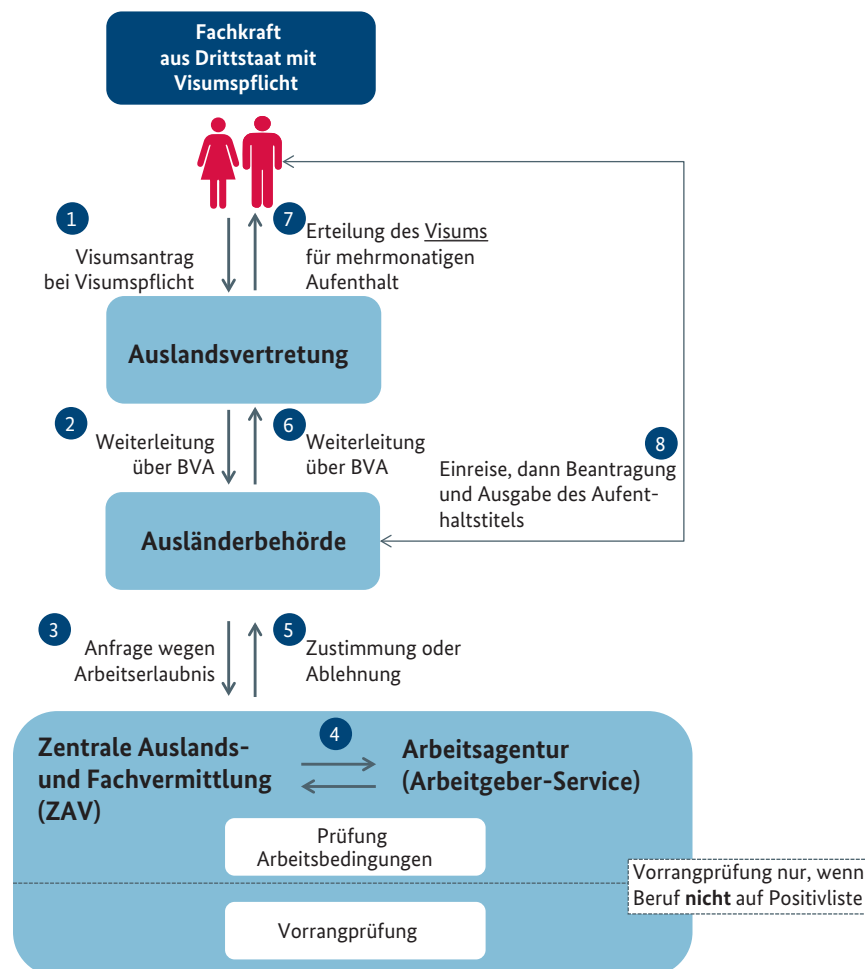 Fachkraft
aus Drittstaat mit
Visumspflicht
1
Visumsantrag
bei Visumspflicht
7
Erteilung des Visums
für mehrmonatigen
Aufenthalt
Auslandsvertretung
2
Weiterleitung
über BVA
6
Weiterleitung
über BVA
8
Einreise, dann Beantragung
und Ausgabe des Aufent-
haltstitels
Ausländerbehörde
3
Anfrage wegen
Arbeitserlaubnis
5
Zustimmung oder
Ablehnung
Zentrale Auslands-
und Fachvermittlung
(ZAV)
4
Arbeitsagentur
(Arbeitgeber-Service)
Prüfung
Arbeitsbedingungen
Vorrangprüfung nur, wenn
Beruf nicht auf Positivliste
Vorrangprüfung